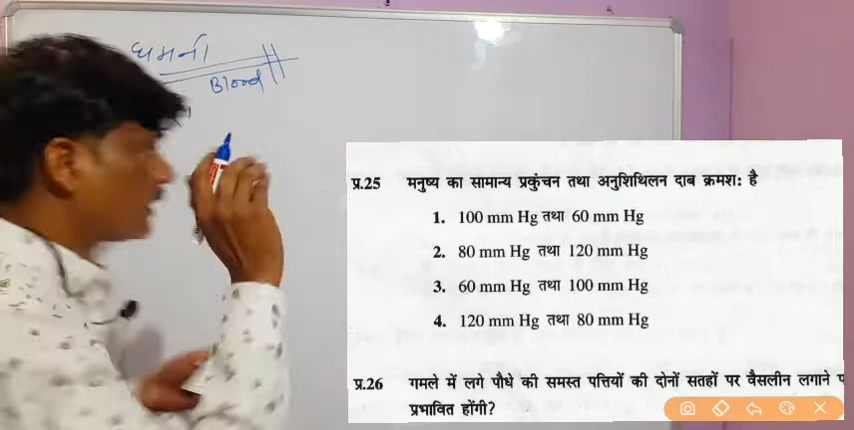 धमनी
Blood
प्र.25 मनुष्य का सामान्य प्रकुंचन तथा अनुशिथिलन दाब क्रमशः है
1. 100 mm Hg तथा 60 mm Hg
2. 80 mm Hg तथा 120 mm Hg
3. 60 mm Hg तथा 100 mm Hg
4. 120 mm Hg तथा 80 mm Hg
प्र.26 गमले में लगे पौधे की समस्त पत्तियों की दोनों सतहों पर वैसलीन लगाने
प्रभावित होंगी?